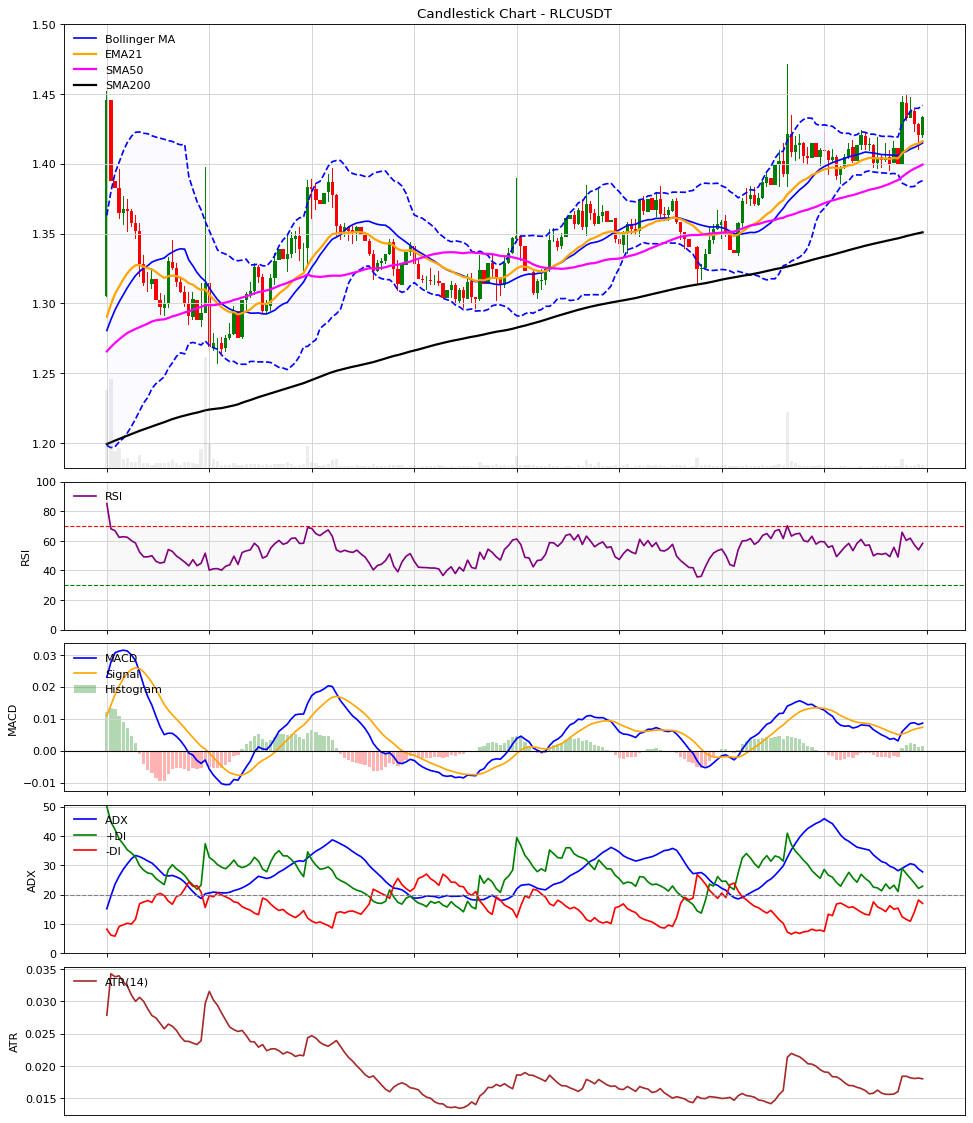 Candlestick Chart - RLCUSDT
1.50
1.45
1.40
1.35
1.30
1.25
1.20
Bollinger MA
EMA21
SMA50
SMA200
100
80
60
40
20
0
RSI
RSI
0.03
0.02
0.01
0.00
−0.01
MACD
MACD
Signal
Histogram
50
40
30
20
10
0
ADX
ADX
+DI
-DI
0.035
0.030
0.025
0.020
0.015
ATR
ATR(14)